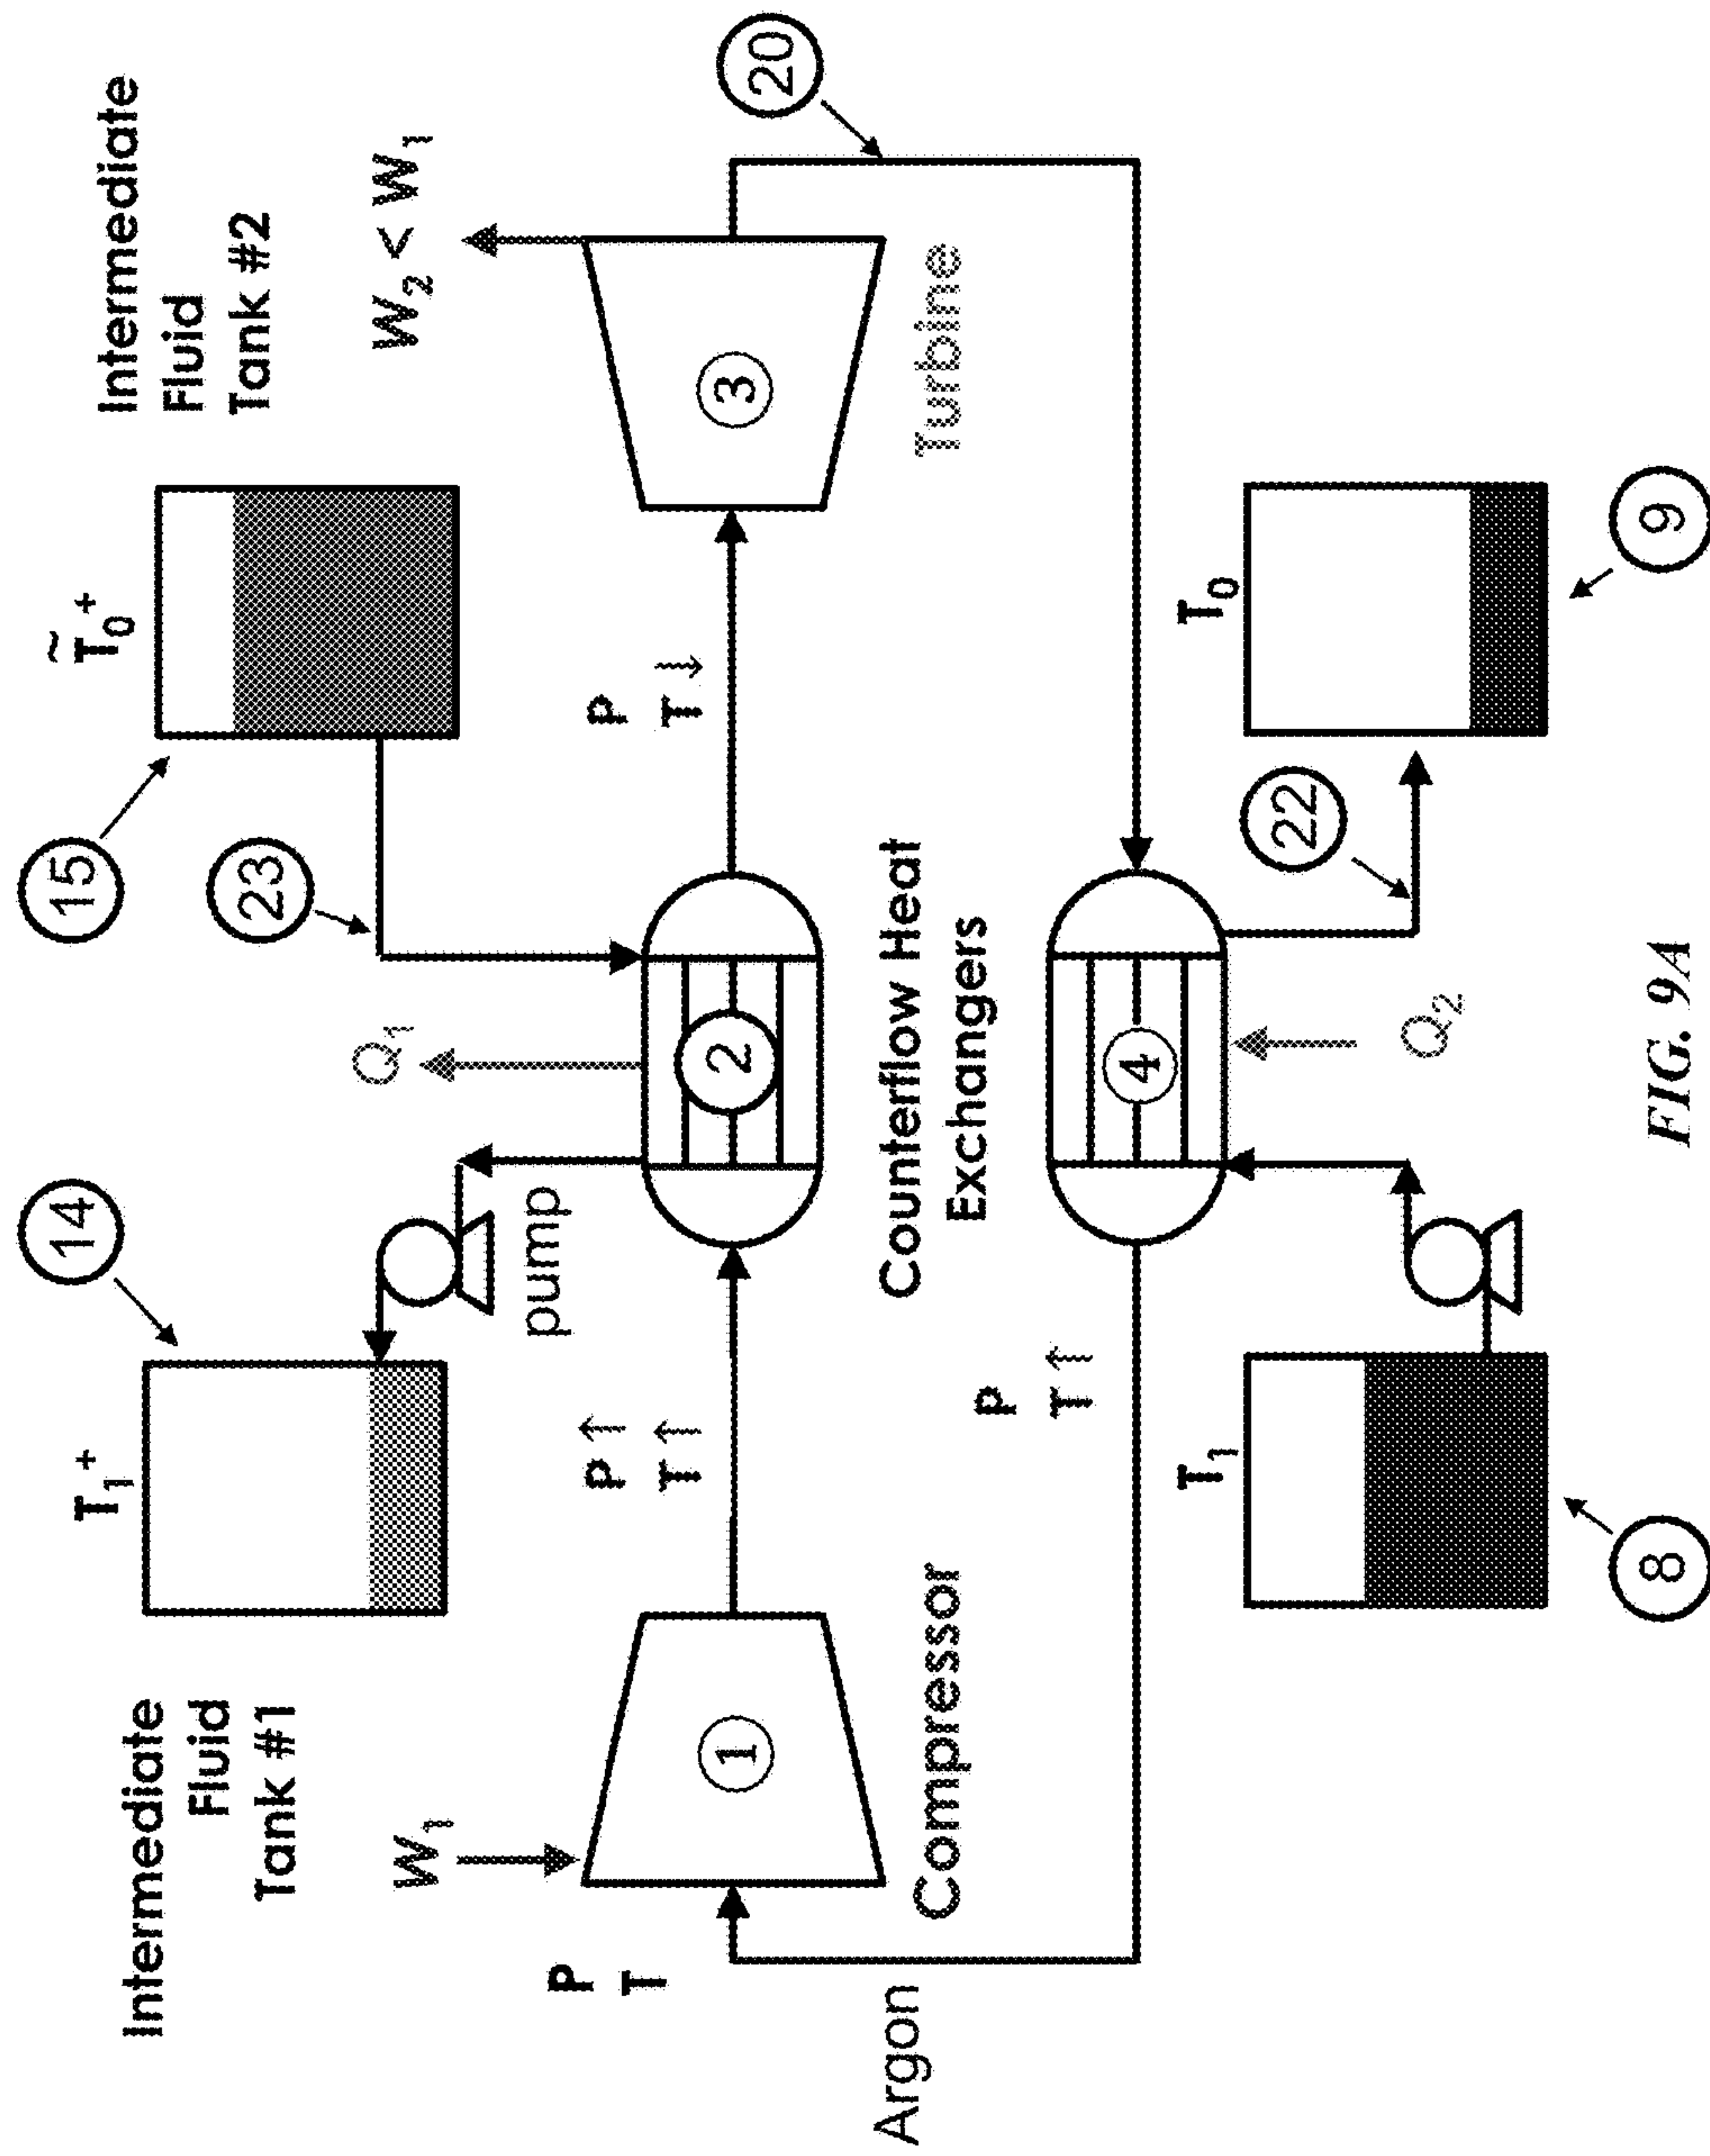 Intermediate
Fluid
Tank #1
T₁⁺
14
15
T̃₀⁺
Intermediate
Fluid
Tank #2
23
W₁
pump
Q₁
W₂ < W₁
20
P
T
P↑
T↑
P
T↓
1
2
3
Compressor
Turbine
Counterflow Heat
Exchangers
Argon
P
T↑
4
T₁
22
T₀
Q₂
8
9
FIG. 9A